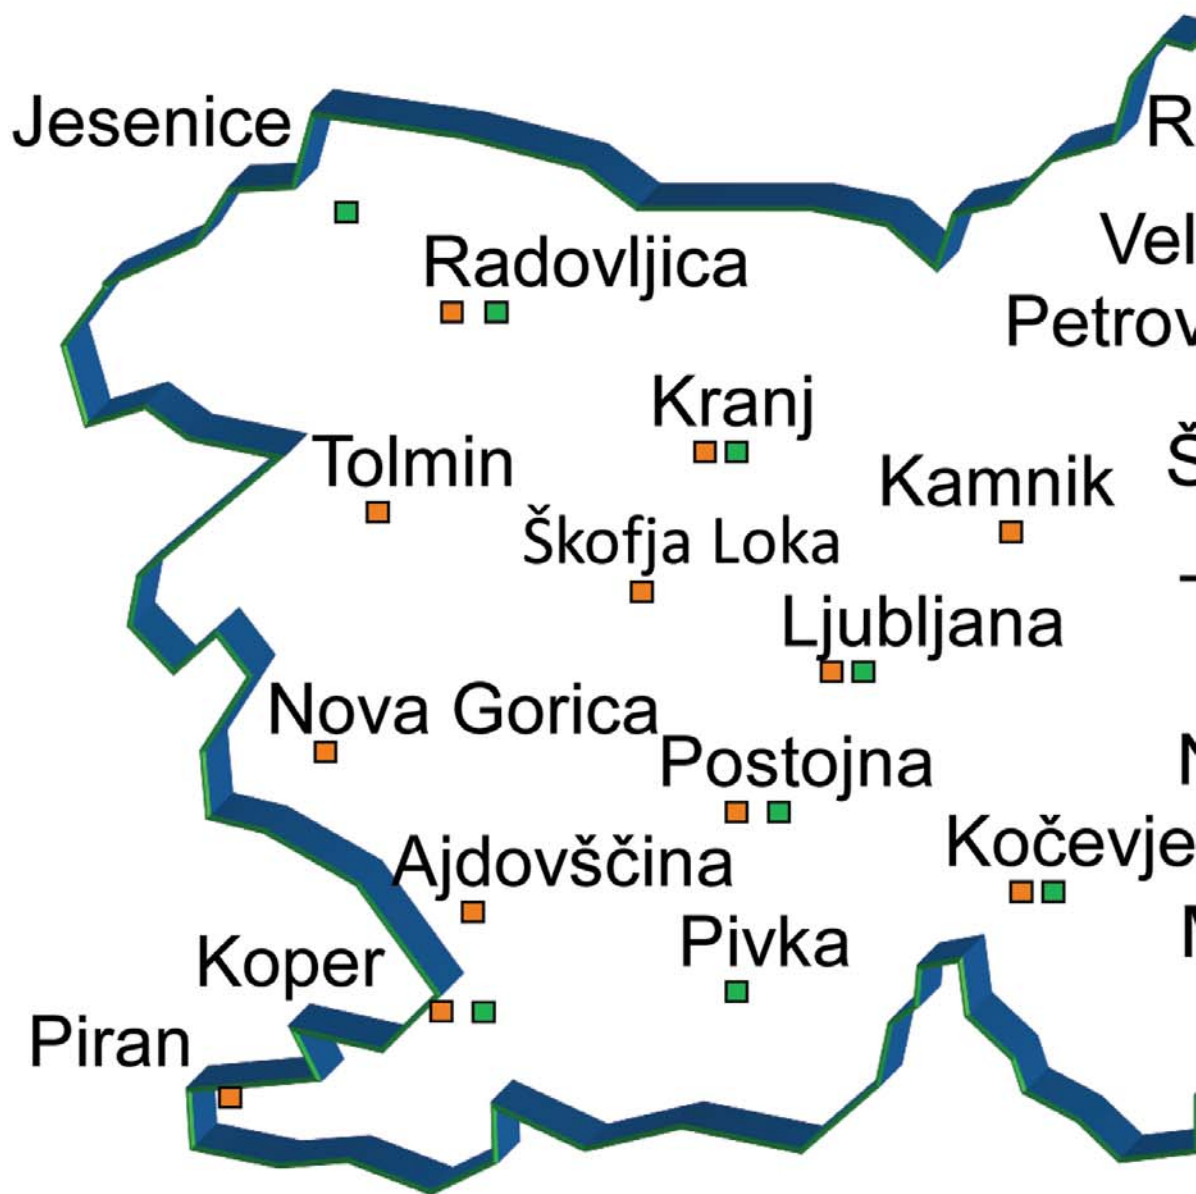 Jesenice
R
Radovljica
Vel
Petrov
Kranj
Tolmin
Kamnik
Š
Škofja Loka
Ljubljana
Nova Gorica
Postojna
N
Kočevje
Ajdovščina
Pivka
Koper
Piran